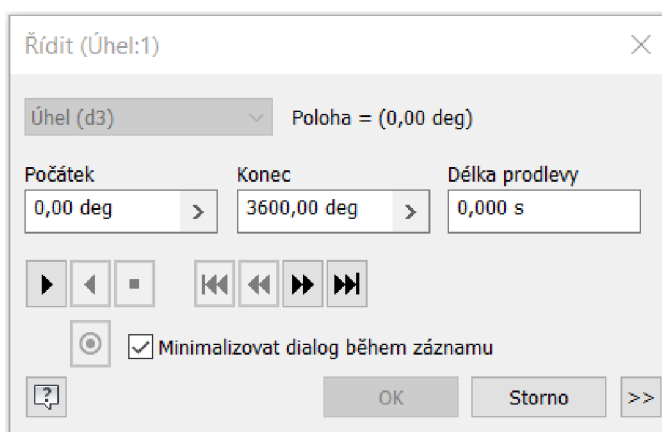 Řídit (Úhel:1)
Úhel (d3) Poloha = (0,00 deg)
Počátek Konec Délka prodlevy
0,00 deg > 3600,00 deg > 0,000 s
Minimalizovat dialog během záznamu
? OK Storno >>